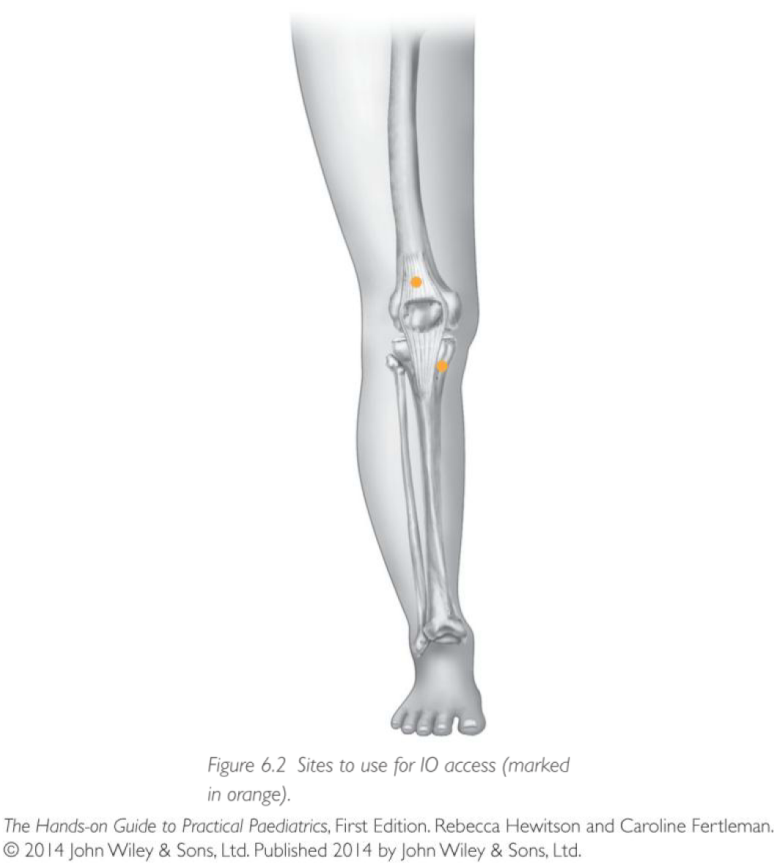 Figure 6.2 Sites to use for IO access (marked
in orange).
The Hands-on Guide to Practical Paediatrics, First Edition. Rebecca Hewitson and Caroline Fertleman.
© 2014 John Wiley & Sons, Ltd. Published 2014 by John Wiley & Sons, Ltd.